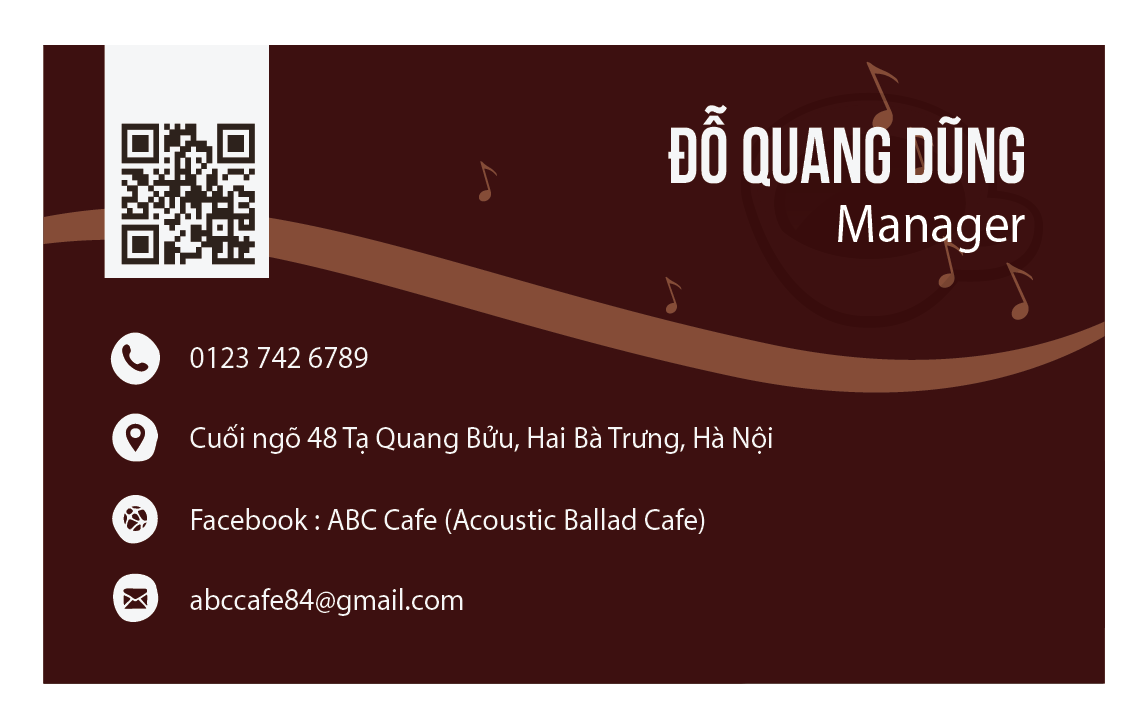 ĐỖ QUANG DŨNG
Manager
0123 742 6789
Cuối ngõ 48 Tạ Quang Bửu, Hai Bà Trưng, Hà Nội
Facebook : ABC Cafe (Acoustic Ballad Cafe)
abccafe84@gmail.com